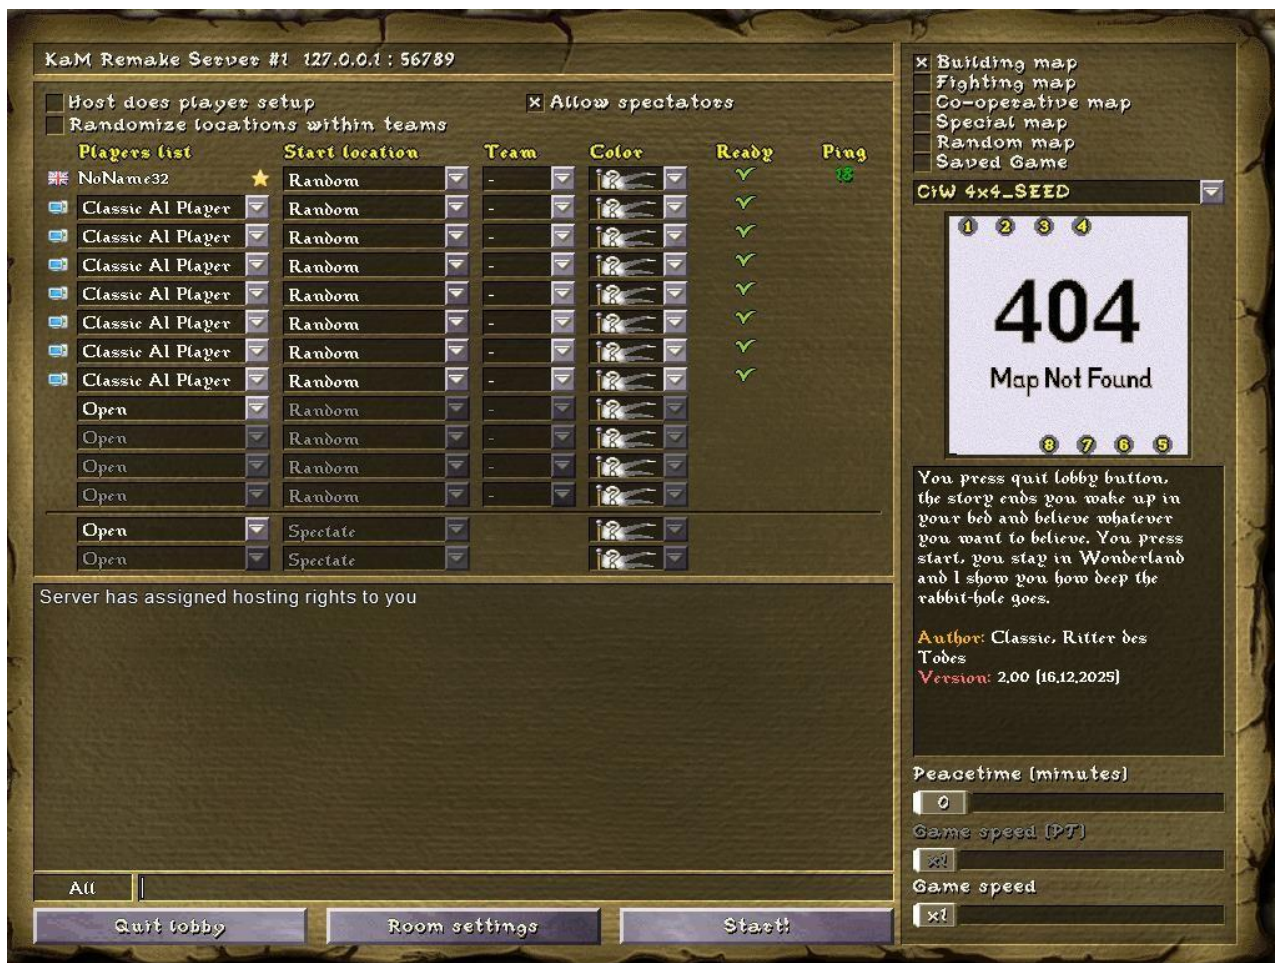 KaM Remake Server #1 127.0.0.1 : 56789
Host does player setup
Allow spectators
Randomize locations within teams
Players list Start location Team Color Ready Ping
NoName32 Random - 18
Classic AI Player Random -
Classic AI Player Random -
Classic AI Player Random -
Classic AI Player Random -
Classic AI Player Random -
Classic AI Player Random -
Classic AI Player Random -
Open Random -
Open Random -
Open Random -
Open Random -
Open Spectate
Open Spectate
Server has assigned hosting rights to you
All
Quit lobby Room settings Start!
Building map
Fighting map
Co-operative map
Special map
Random map
Saved Game
CiW 4x4_SEED
1 2 3 4
404
Map Not Found
8 7 6 5
You press quit lobby button,
the story ends you wake up in
your bed and believe whatever
you want to believe. You press
start, you stay in Wonderland
and I show you how deep the
rabbit-hole goes.
Author: Classic, Ritter des
Todes
Version: 2.00 [16.12.2025]
Peacetime (minutes)
0
Game speed (PT)
x1
Game speed
x1